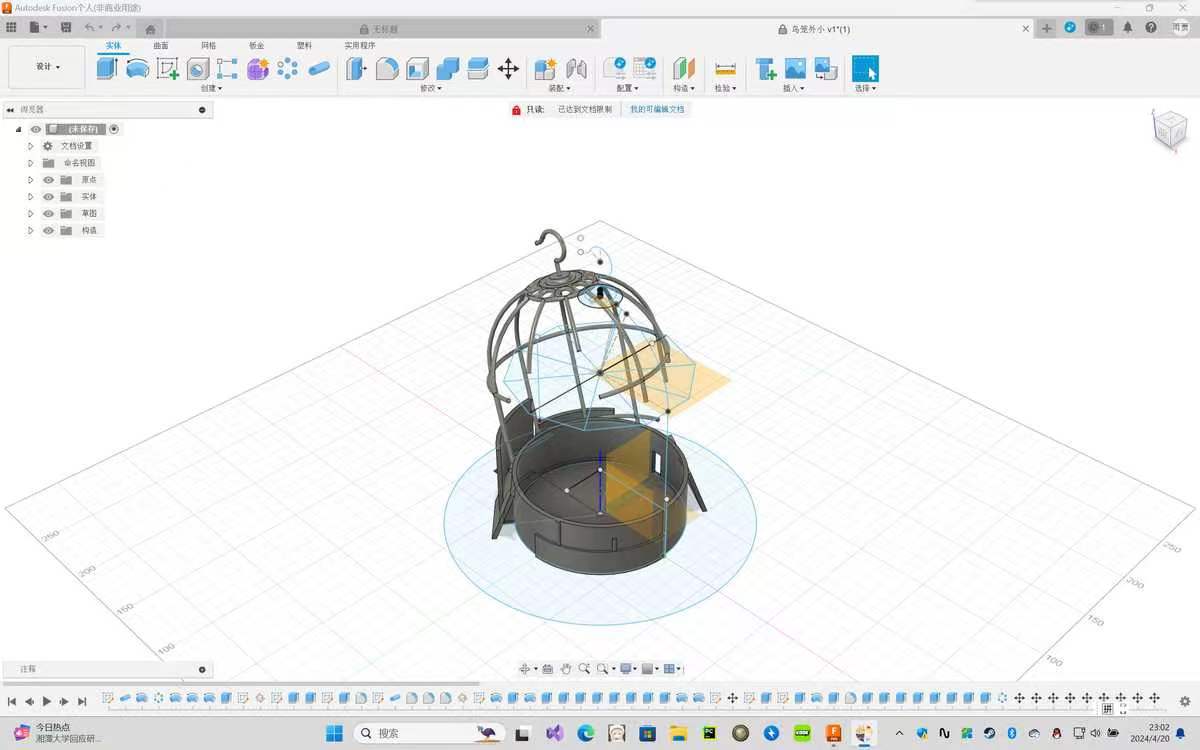 Autodesk Fusion个人(非商业用途)
无标题
鸟笼外小 v1*(1)
实体 曲面 网格 钣金 塑料 实用程序
设计
创建 修改 装配 配置 构造 检验 插入 选择
浏览器
只读: 已达到文档限制 我的可编辑文档
(未保存)
文档设置
命名视图
原点
实体
草图
构造
250
200
150
100
250
200
150
100
注释
今日热点
湘潭大学回应研...
搜索
23:02
2024/4/20